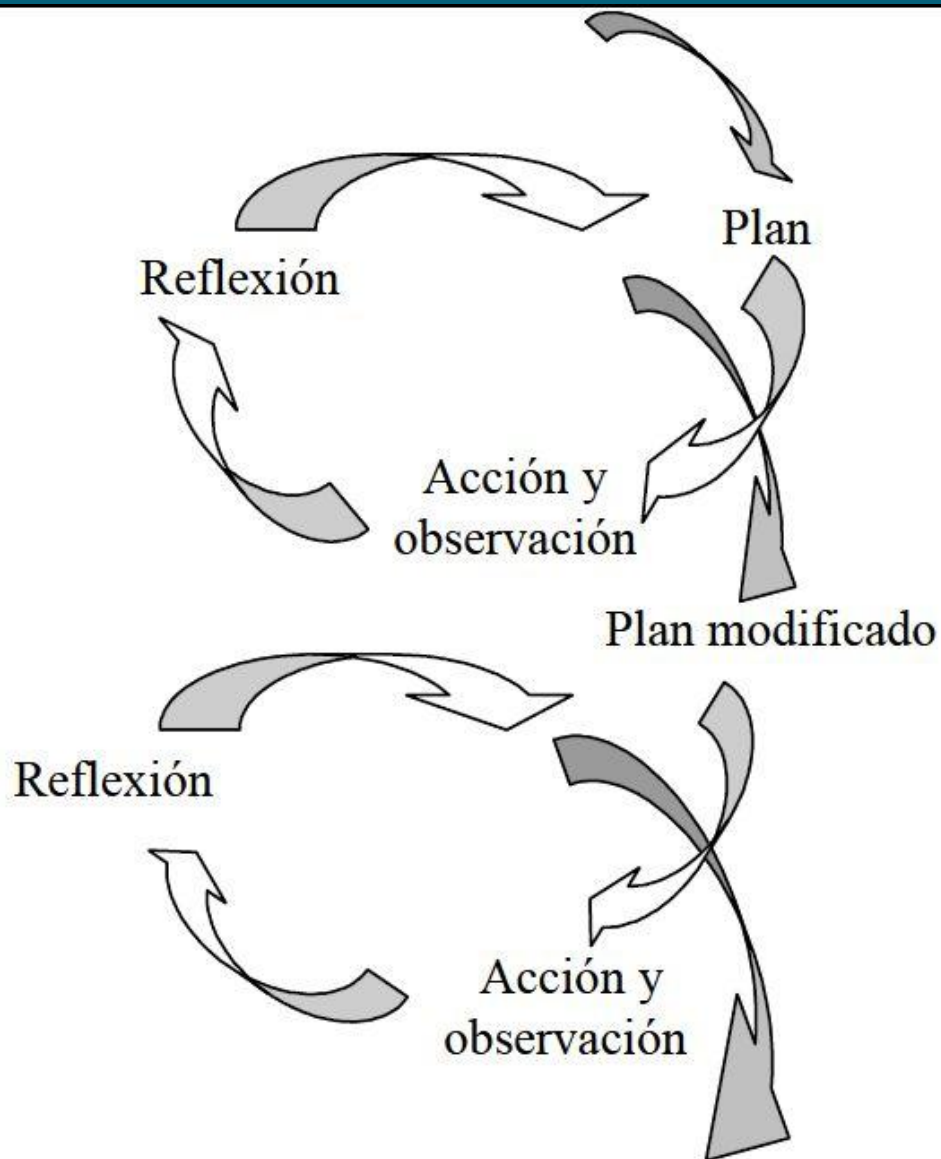 Plan
Reflexión
Acción y
observación
Plan modificado
Reflexión
Acción y
observación